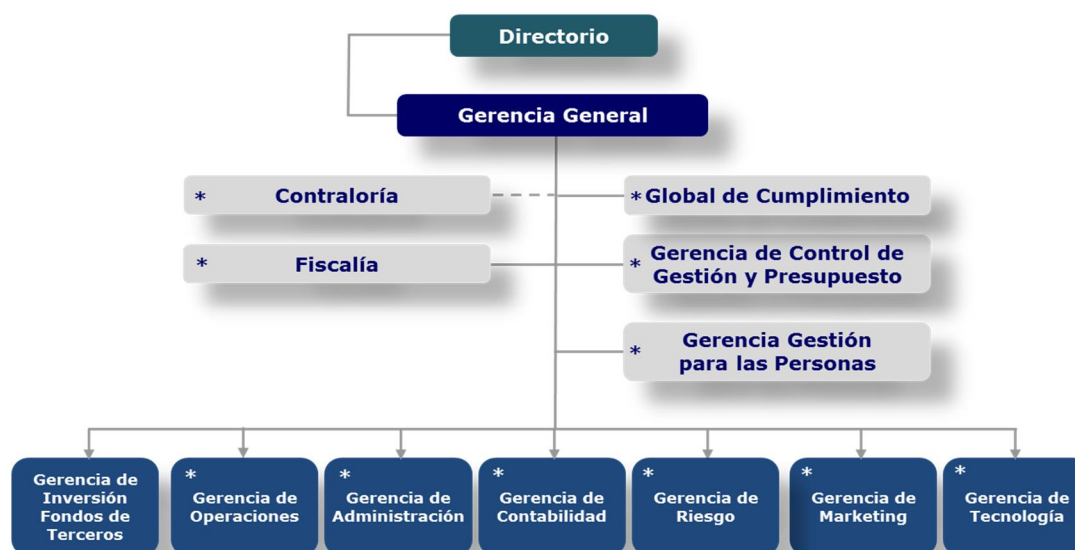 Directorio
Gerencia General
* Contraloría
* Global de Cumplimiento
* Fiscalía
* Gerencia de Control de
Gestión y Presupuesto
* Gerencia Gestión
para las Personas
Gerencia de
Inversión
Fondos de
Terceros
*
Gerencia de
Operaciones
*
Gerencia de
Administración
*
Gerencia de
Contabilidad
*
Gerencia de
Riesgo
*
Gerencia de
Marketing
*
Gerencia de
Tecnología